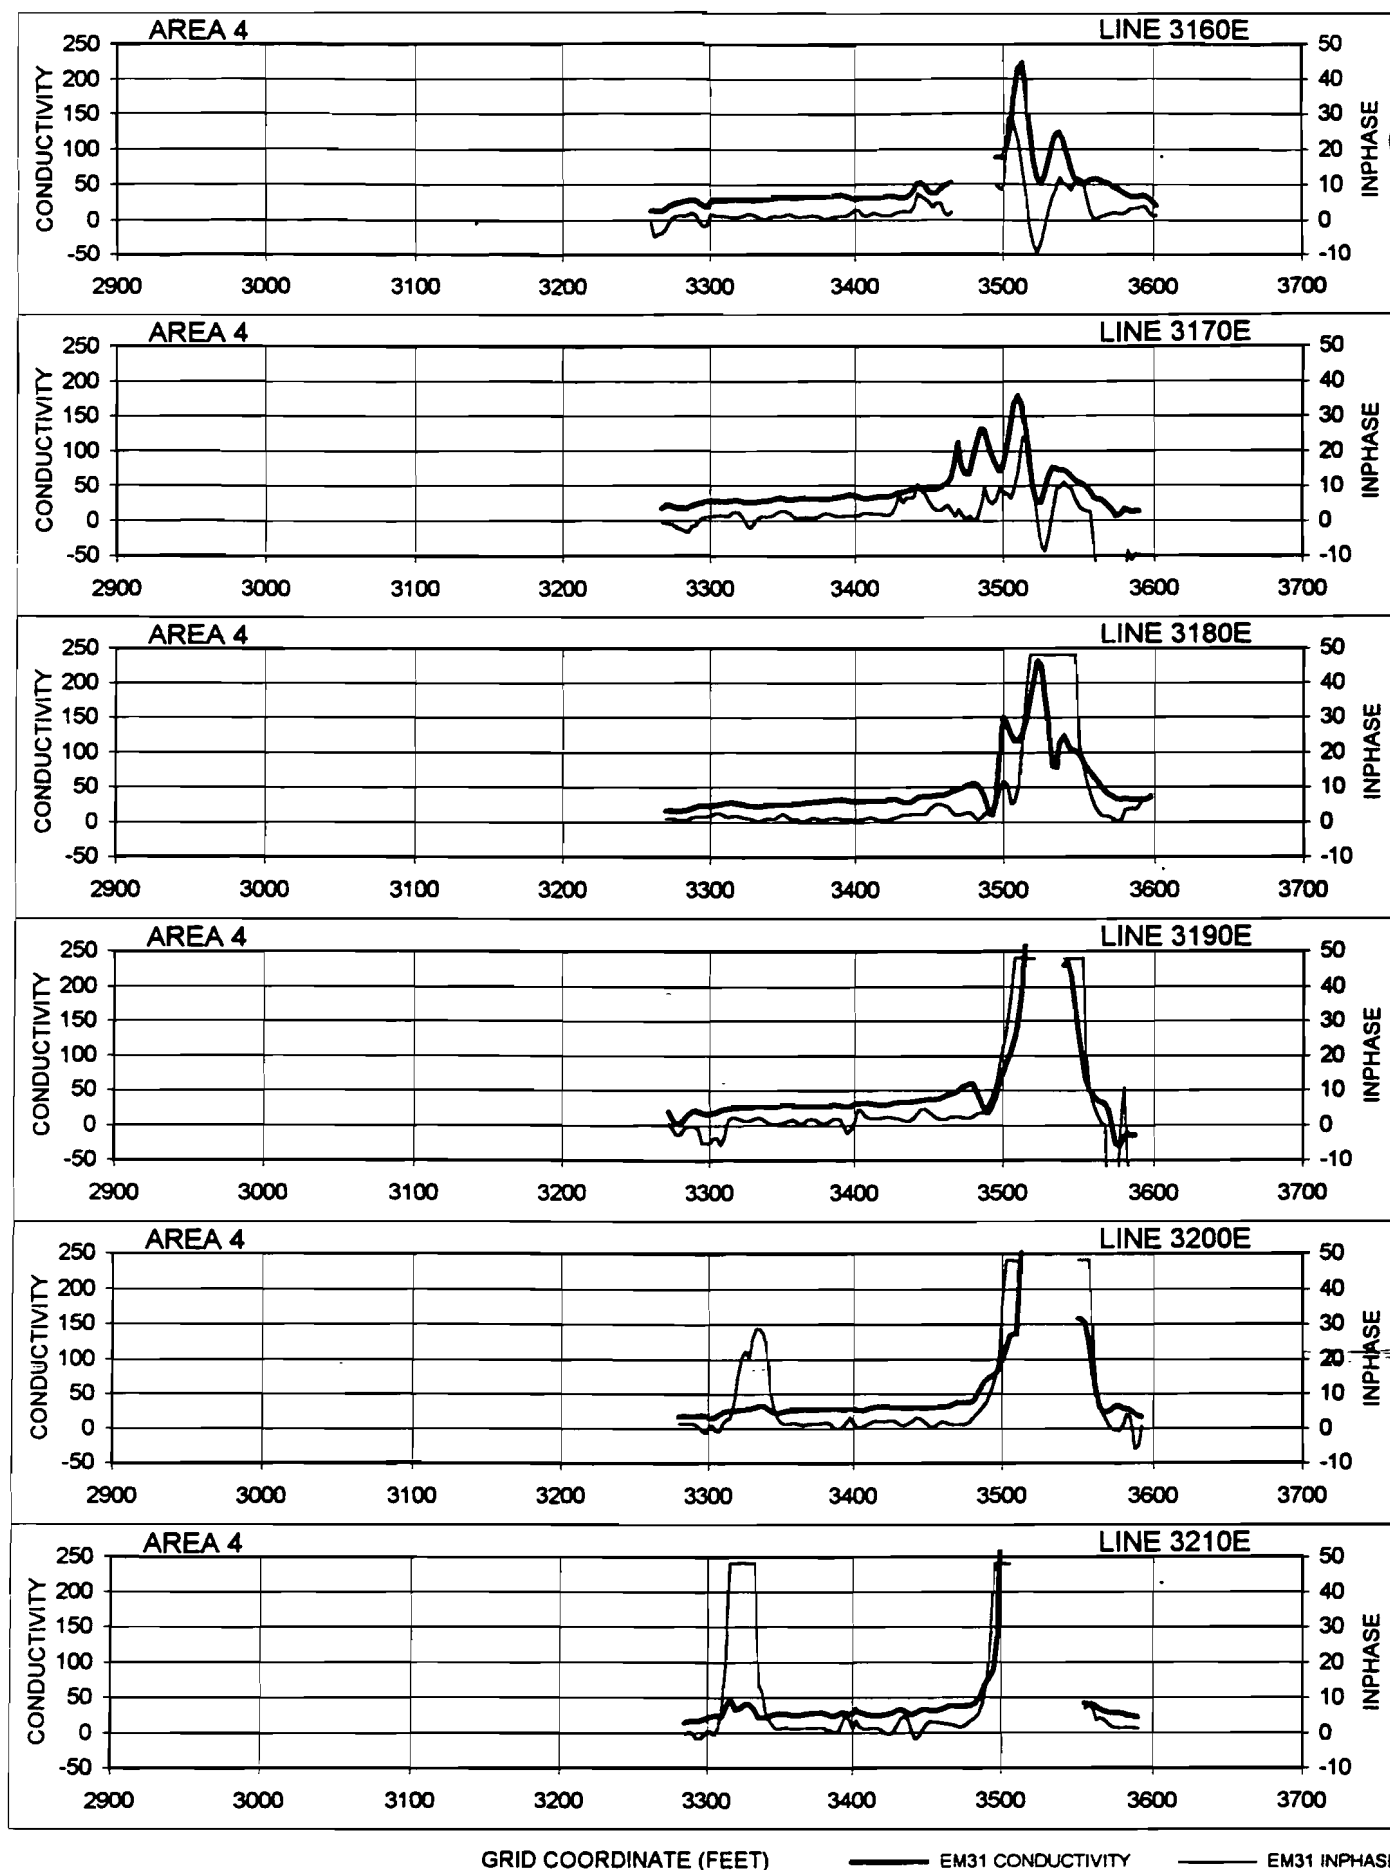 AREA 4 LINE 3160E
250 50
200 40
150 30
100 20
50 10
0 0
-50 -10
CONDUCTIVITY
INPHASE
2900 3000 3100 3200 3300 3400 3500 3600 3700
AREA 4 LINE 3170E
250 50
200 40
150 30
100 20
50 10
0 0
-50 -10
CONDUCTIVITY
INPHASE
2900 3000 3100 3200 3300 3400 3500 3600 3700
AREA 4 LINE 3180E
250 50
200 40
150 30
100 20
50 10
0 0
-50 -10
CONDUCTIVITY
INPHASE
2900 3000 3100 3200 3300 3400 3500 3600 3700
AREA 4 LINE 3190E
250 50
200 40
150 30
100 20
50 10
0 0
-50 -10
CONDUCTIVITY
INPHASE
2900 3000 3100 3200 3300 3400 3500 3600 3700
AREA 4 LINE 3200E
250 50
200 40
150 30
100 20
50 10
0 0
-50 -10
CONDUCTIVITY
INPHASE
2900 3000 3100 3200 3300 3400 3500 3600 3700
AREA 4 LINE 3210E
250 50
200 40
150 30
100 20
50 10
0 0
-50 -10
CONDUCTIVITY
INPHASE
2900 3000 3100 3200 3300 3400 3500 3600 3700
GRID COORDINATE (FEET) EM31 CONDUCTIVITY EM31 INPHASE